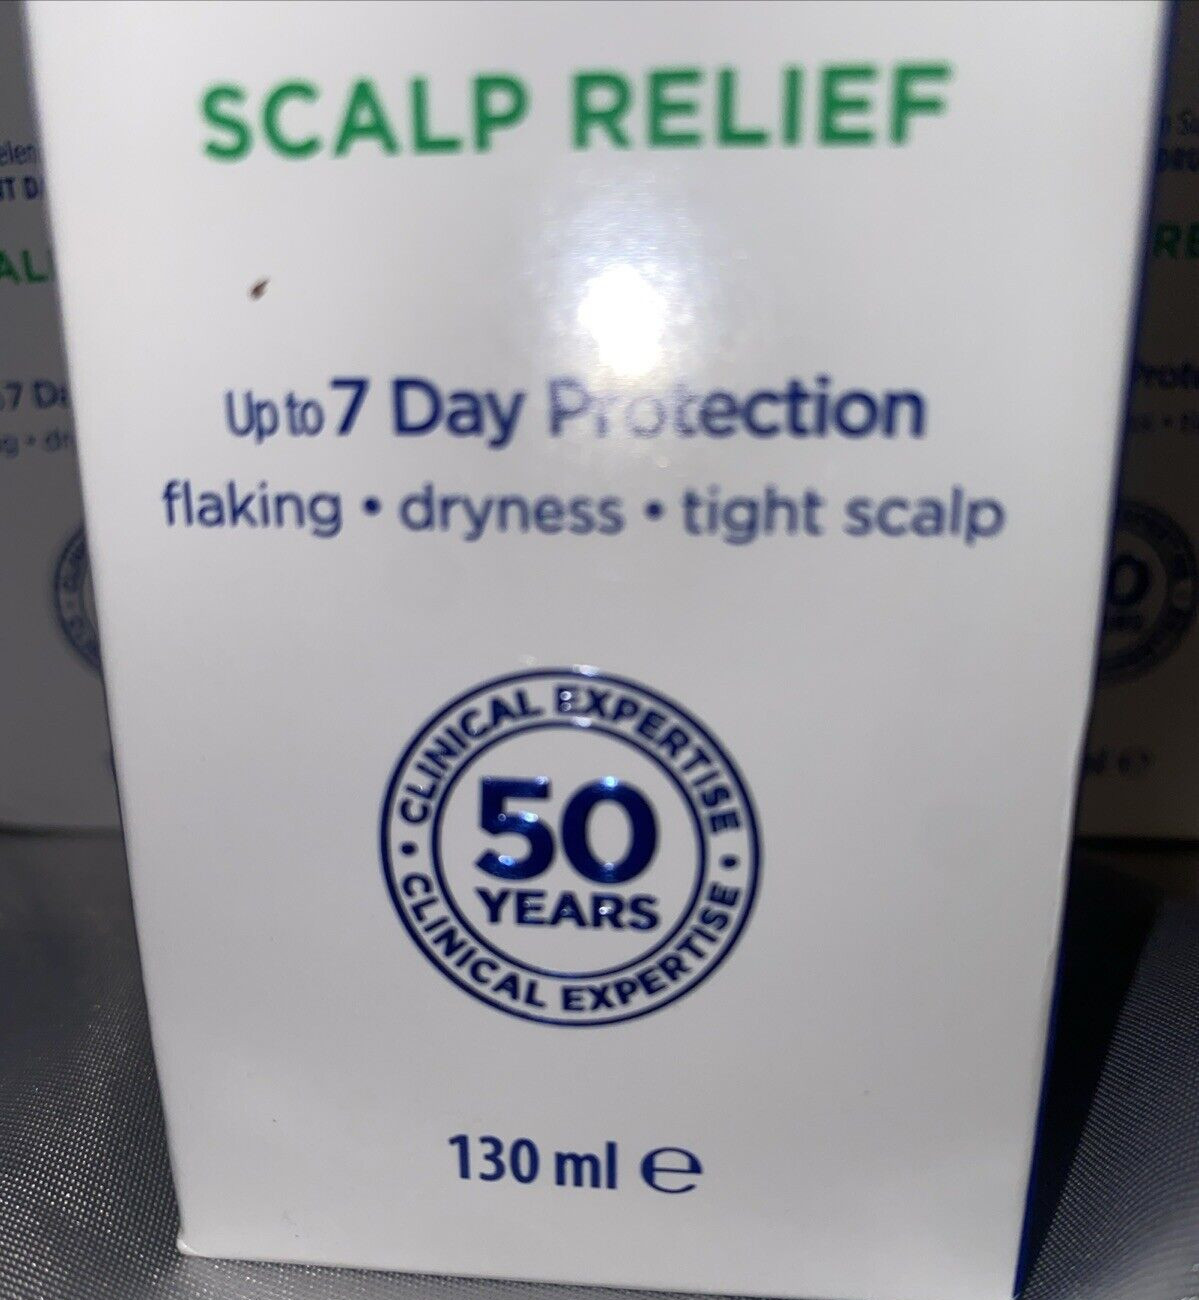 SCALP RELIEF
Up to 7 Day Protection
flaking • dryness • tight scalp
CLINICAL EXPERTISE
50
YEARS
CLINICAL EXPERTISE
130 ml ℮